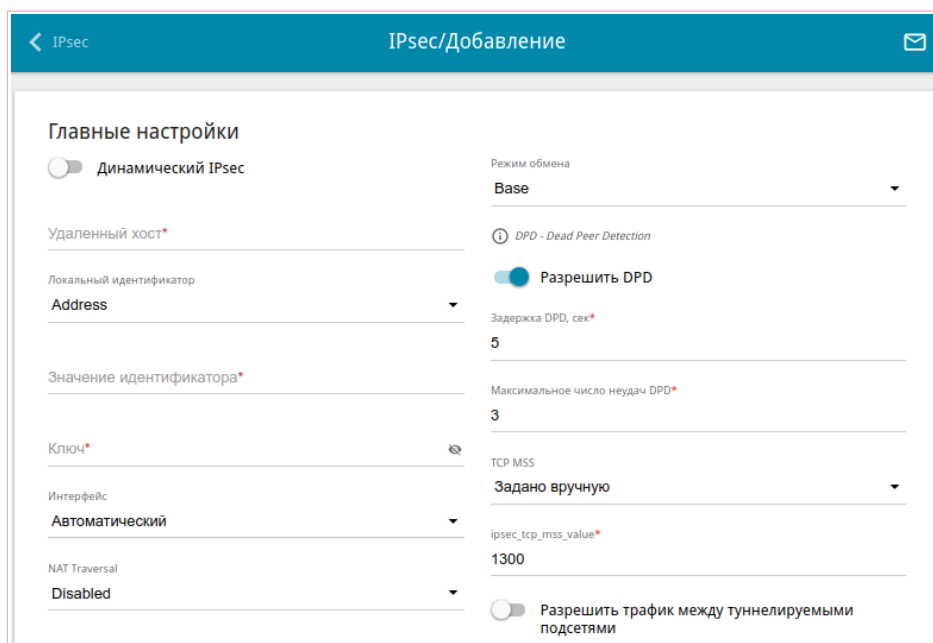 IPsec
IPsec/Добавление
Главные настройки
Динамический IPsec
Удаленный хост*
Локальный идентификатор
Address
Значение идентификатора*
Ключ*
Интерфейс
Автоматический
NAT Traversal
Disabled
Режим обмена
Base
DPD - Dead Peer Detection
Разрешить DPD
Задержка DPD, сек*
5
Максимальное число неудач DPD*
3
TCP MSS
Задано вручную
ipsec_tcp_mss_value*
1300
Разрешить трафик между туннелируемыми
подсетями